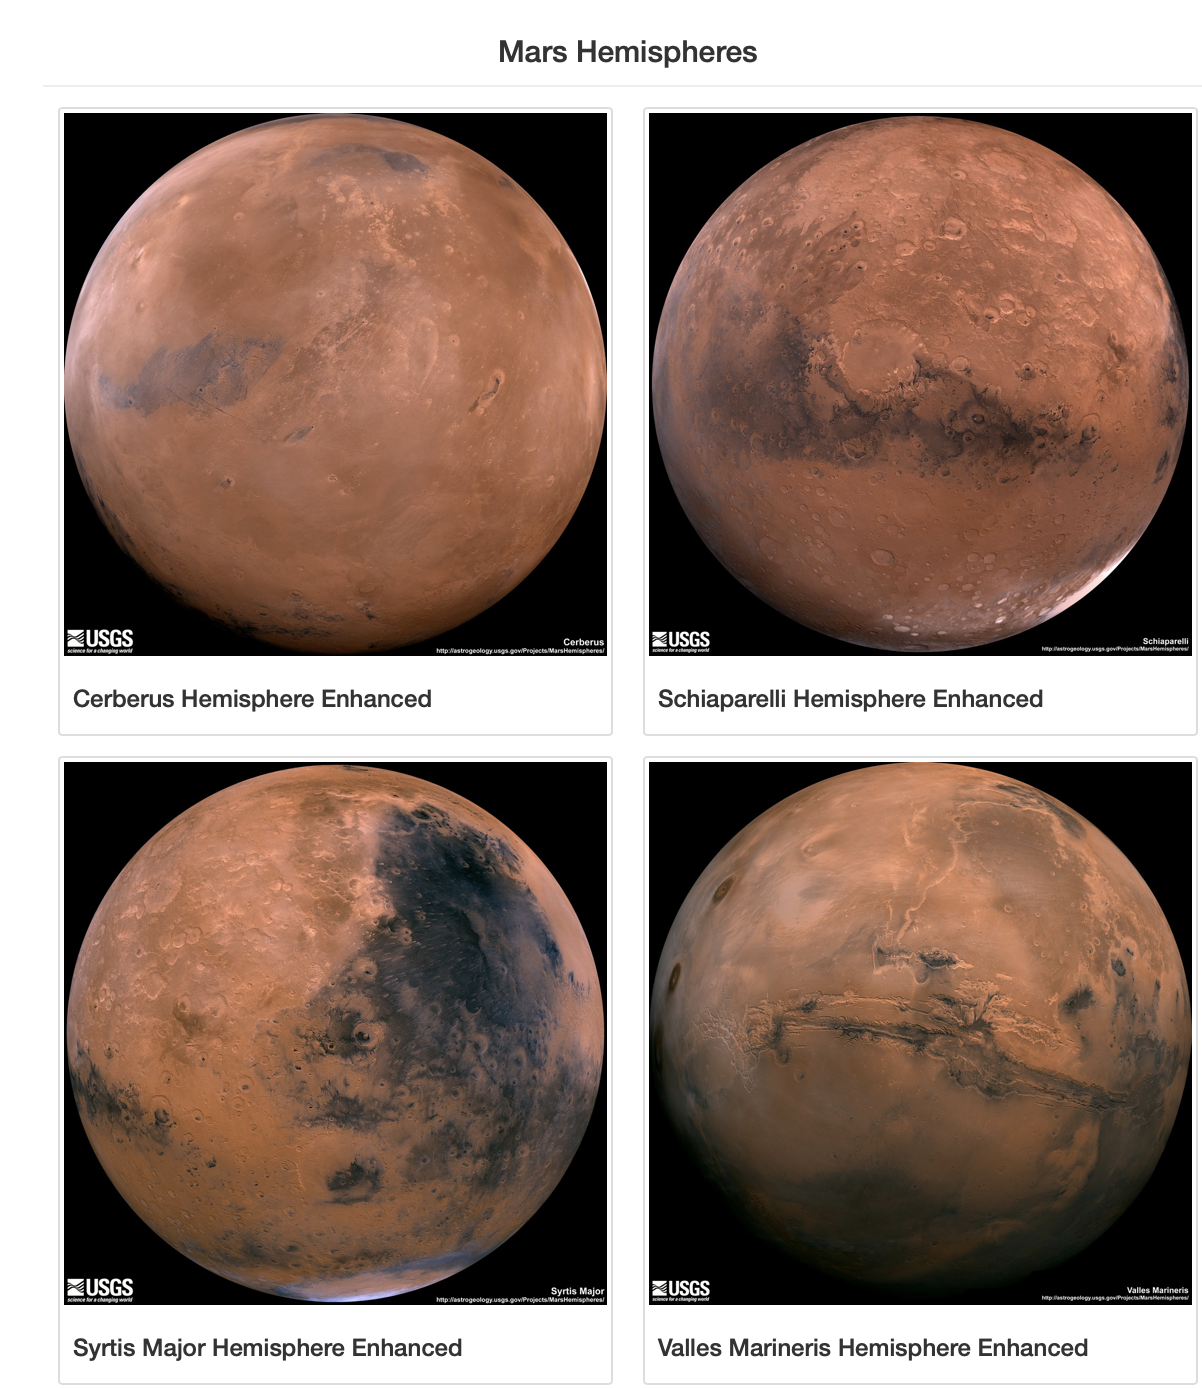 Mars Hemispheres
USGS
science for a changing world
Cerberus
http://astrogeology.usgs.gov/Projects/MarsHemispheres/
Cerberus Hemisphere Enhanced
USGS
science for a changing world
Schiaparelli
http://astrogeology.usgs.gov/Projects/MarsHemispheres/
Schiaparelli Hemisphere Enhanced
USGS
science for a changing world
Syrtis Major
http://astrogeology.usgs.gov/Projects/MarsHemispheres/
Syrtis Major Hemisphere Enhanced
USGS
science for a changing world
Valles Marineris
http://astrogeology.usgs.gov/Projects/MarsHemispheres/
Valles Marineris Hemisphere Enhanced